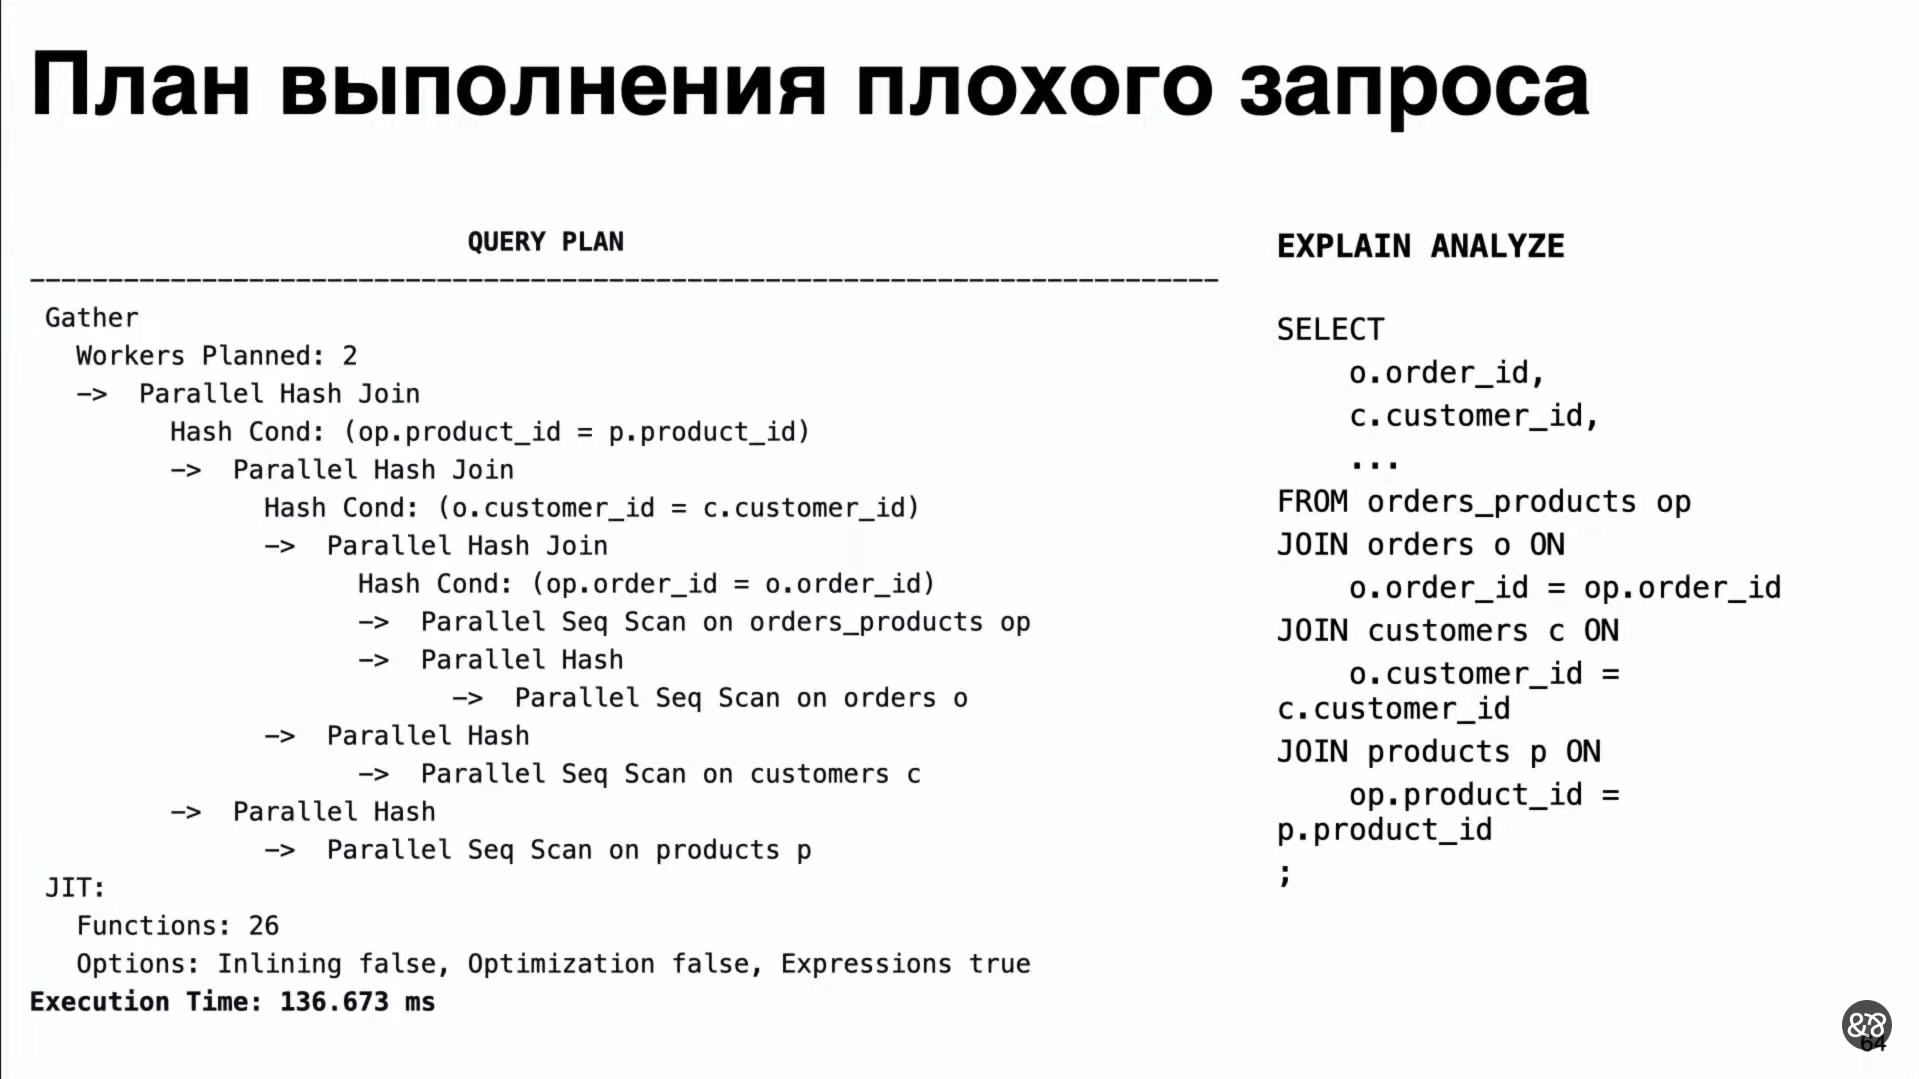 План выполнения плохого запроса
QUERY PLAN
----------------------------------------------------------------------------
Gather
Workers Planned: 2
-> Parallel Hash Join
Hash Cond: (op.product_id = p.product_id)
-> Parallel Hash Join
Hash Cond: (o.customer_id = c.customer_id)
-> Parallel Hash Join
Hash Cond: (op.order_id = o.order_id)
-> Parallel Seq Scan on orders_products op
-> Parallel Hash
-> Parallel Seq Scan on orders o
-> Parallel Hash
-> Parallel Seq Scan on customers c
-> Parallel Hash
-> Parallel Seq Scan on products p
JIT:
Functions: 26
Options: Inlining false, Optimization false, Expressions true
Execution Time: 136.673 ms
EXPLAIN ANALYZE
SELECT
o.order_id,
c.customer_id,
...
FROM orders_products op
JOIN orders o ON
o.order_id = op.order_id
JOIN customers c ON
o.customer_id =
c.customer_id
JOIN products p ON
op.product_id =
p.product_id
;
64